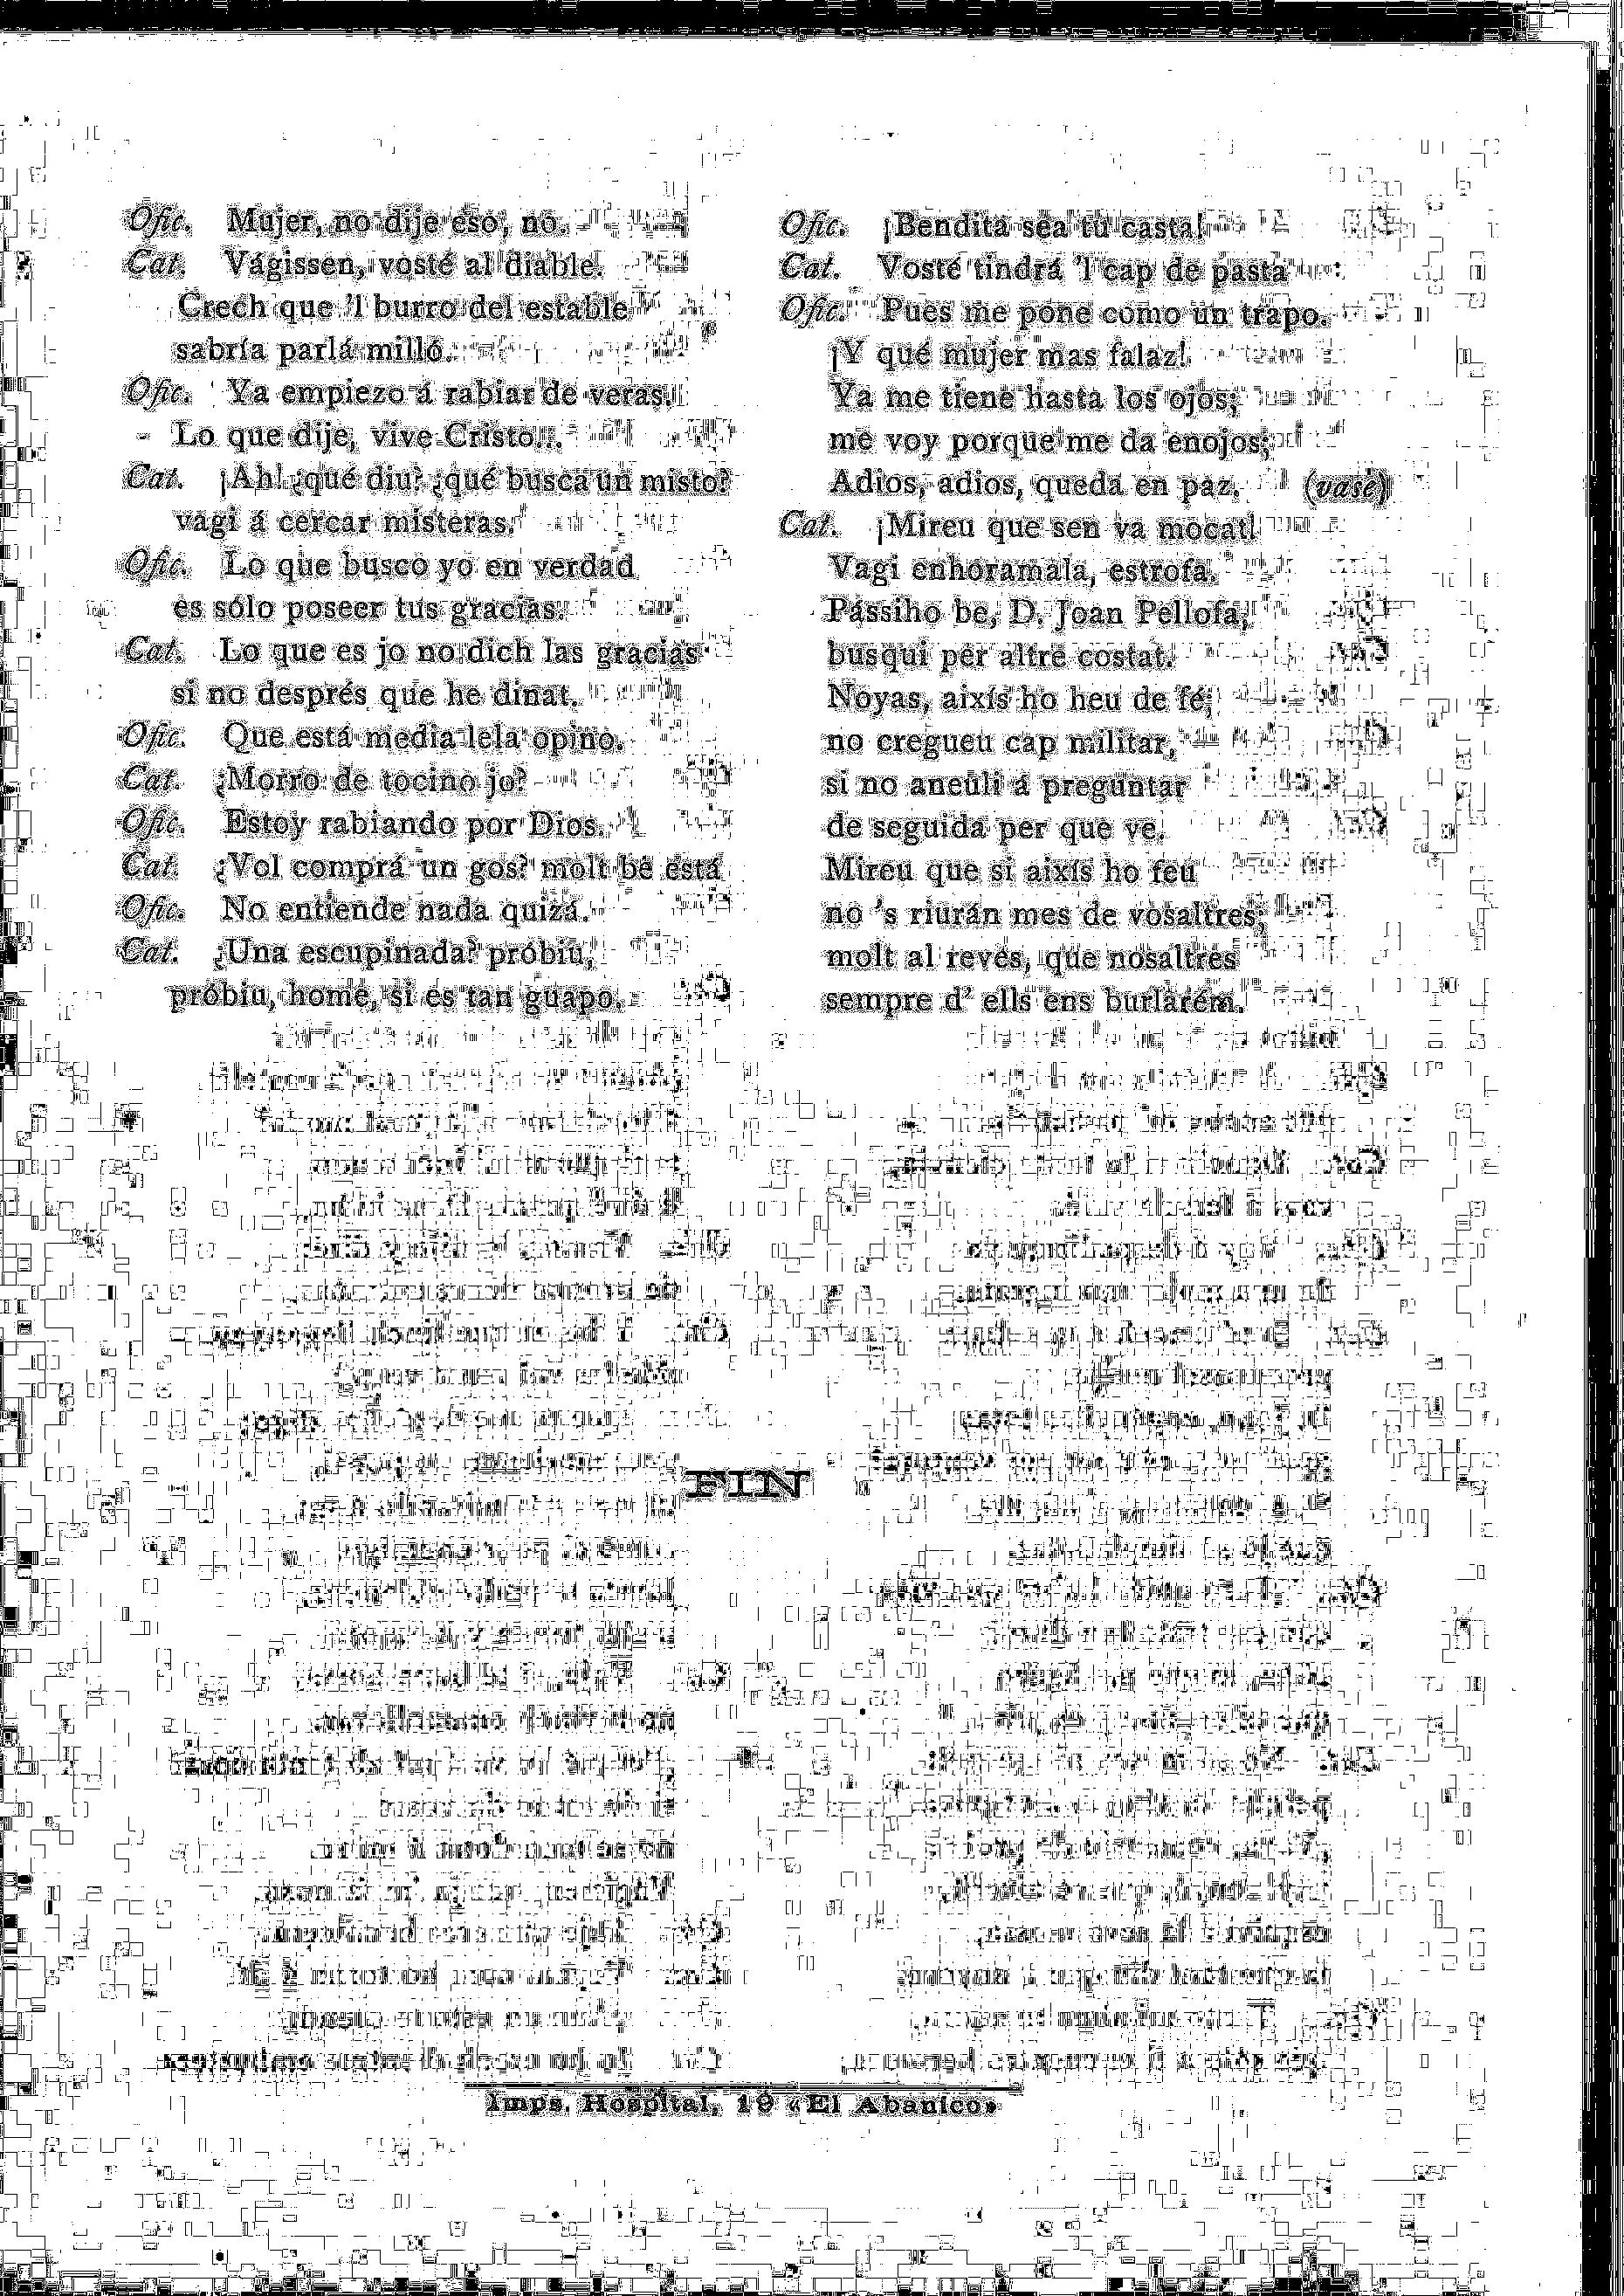 Ofic. Mujer, no dije eso, no.
Cat. Vágissen, vosté al diable.
Crech que 'l burro del estable
sabría parlá milló.
Ofic. Ya empiezo á rabiar de veras.
Lo que dije, vive Cristo...
Cat. ¡Ah! ¿qué diu? ¿qué busca un misto?
vagi á cercar misteras.
Ofic. Lo que busco yo en verdad
es sólo poseer tus gracias.
Cat. Lo que es jo no dich las gracias
si no després que he dinat.
Ofic. Que está media lela opino.
Cat. ¿Morro de tocino jo?
Ofic. Estoy rabiando por Dios.
Cat. ¿Vol comprá un gos? molt be está
Ofic. No entiende nada quizá.
Cat. ¿Una escupinada? próbiu,
próbiu, home, si es tan guapo.
Ofic. ¡Bendita sea tu casta!
Cat. Vosté tindrá 'l cap de pasta
Ofic. Pues me pone como un trapo.
¡Y qué mujer mas falaz!
Ya me tiene hasta los ojos;
me voy porque me da enojos;
Adios, adios, queda en paz. (vase)
Cat. ¡Mireu que sen va mocat!
Vagi enhoramala, estrofa.
Pássiho be, D. Joan Pellofa,
busqui per altre costat.
Noyas, aixís ho heu de fé;
no cregueu cap militar,
si no aneuli á preguntar
de seguida per que ve.
Mireu que si aixís ho feu
no 's riurán mes de vosaltres;
molt al revés, que nosaltres
sempre d' ells ens burlarém.
FIN
Imps. Hospital, 19 «El Abanico»